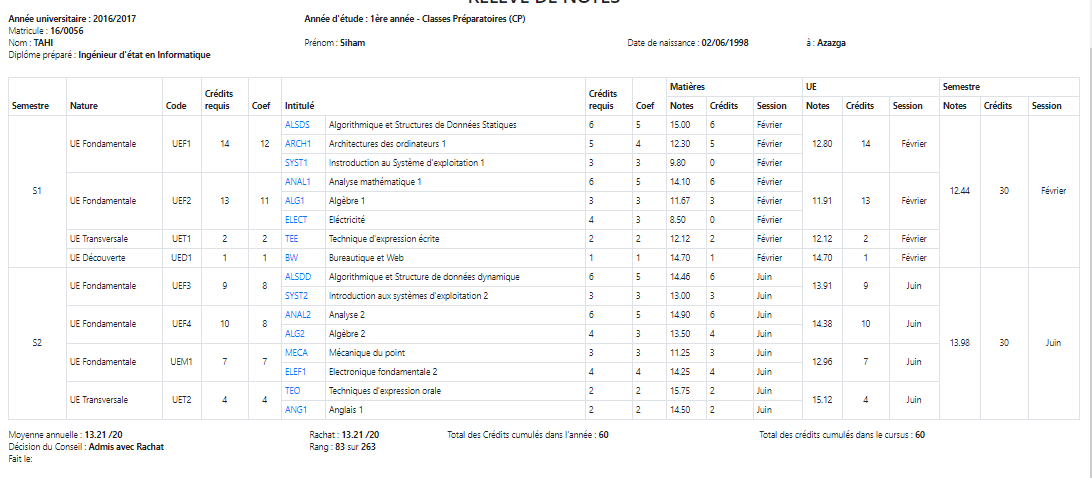 RELEVÉ DE NOTES
Année universitaire : 2016/2017 Année d'étude : 1ère année - Classes Préparatoires (CP)
Matricule : 16/0056
Nom : TAHI Prénom : Siham Date de naissance : 02/06/1998 à : Azazga
Diplôme préparé : Ingénieur d'état en Informatique
Semestre Nature Code Crédits requis Coef Intitulé Crédits requis Coef Matières UE Semestre
Notes Crédits Session Notes Crédits Session Notes Crédits Session
S1 UE Fondamentale UEF1 14 12 ALSDS Algorithmique et Structures de Données Statiques 6 5 15.00 6 Février 12.80 14 Février 12.44 30 Février
ARCH1 Architectures des ordinateurs 1 5 4 12.30 5 Février
SYST1 Instroduction au Système d'exploitation 1 3 3 9.80 0 Février
UE Fondamentale UEF2 13 11 ANAL1 Analyse mathématique 1 6 5 14.10 6 Février 11.91 13 Février
ALG1 Algèbre 1 3 3 11.67 3 Février
ELECT Eléctricité 4 3 8.50 0 Février
UE Transversale UET1 2 2 TEE Technique d'expression écrite 2 2 12.12 2 Février 12.12 2 Février
UE Découverte UED1 1 1 BW Bureautique et Web 1 1 14.70 1 Février 14.70 1 Février
S2 UE Fondamentale UEF3 9 8 ALSDD Algorithmique et Structure de données dynamique 6 5 14.46 6 Juin 13.91 9 Juin 13.98 30 Juin
SYST2 Introduction aux systèmes d'exploitation 2 3 3 13.00 3 Juin
UE Fondamentale UEF4 10 8 ANAL2 Analyse 2 6 5 14.90 6 Juin 14.38 10 Juin
ALG2 Algèbre 2 4 3 13.50 4 Juin
UE Fondamentale UEM1 7 7 MECA Mécanique du point 3 3 11.25 3 Juin 12.96 7 Juin
ELEF1 Electronique fondamentale 2 4 4 14.25 4 Juin
UE Transversale UET2 4 4 TEO Techniques d'expression orale 2 2 15.75 2 Juin 15.12 4 Juin
ANG1 Anglais 1 2 2 14.50 2 Juin
Moyenne annuelle : 13.21 /20 Rachat : 13.21 /20 Total des Crédits cumulés dans l'année : 60 Total des crédits cumulés dans le cursus : 60
Décision du Conseil : Admis avec Rachat Rang : 83 sur 263
Fait le: